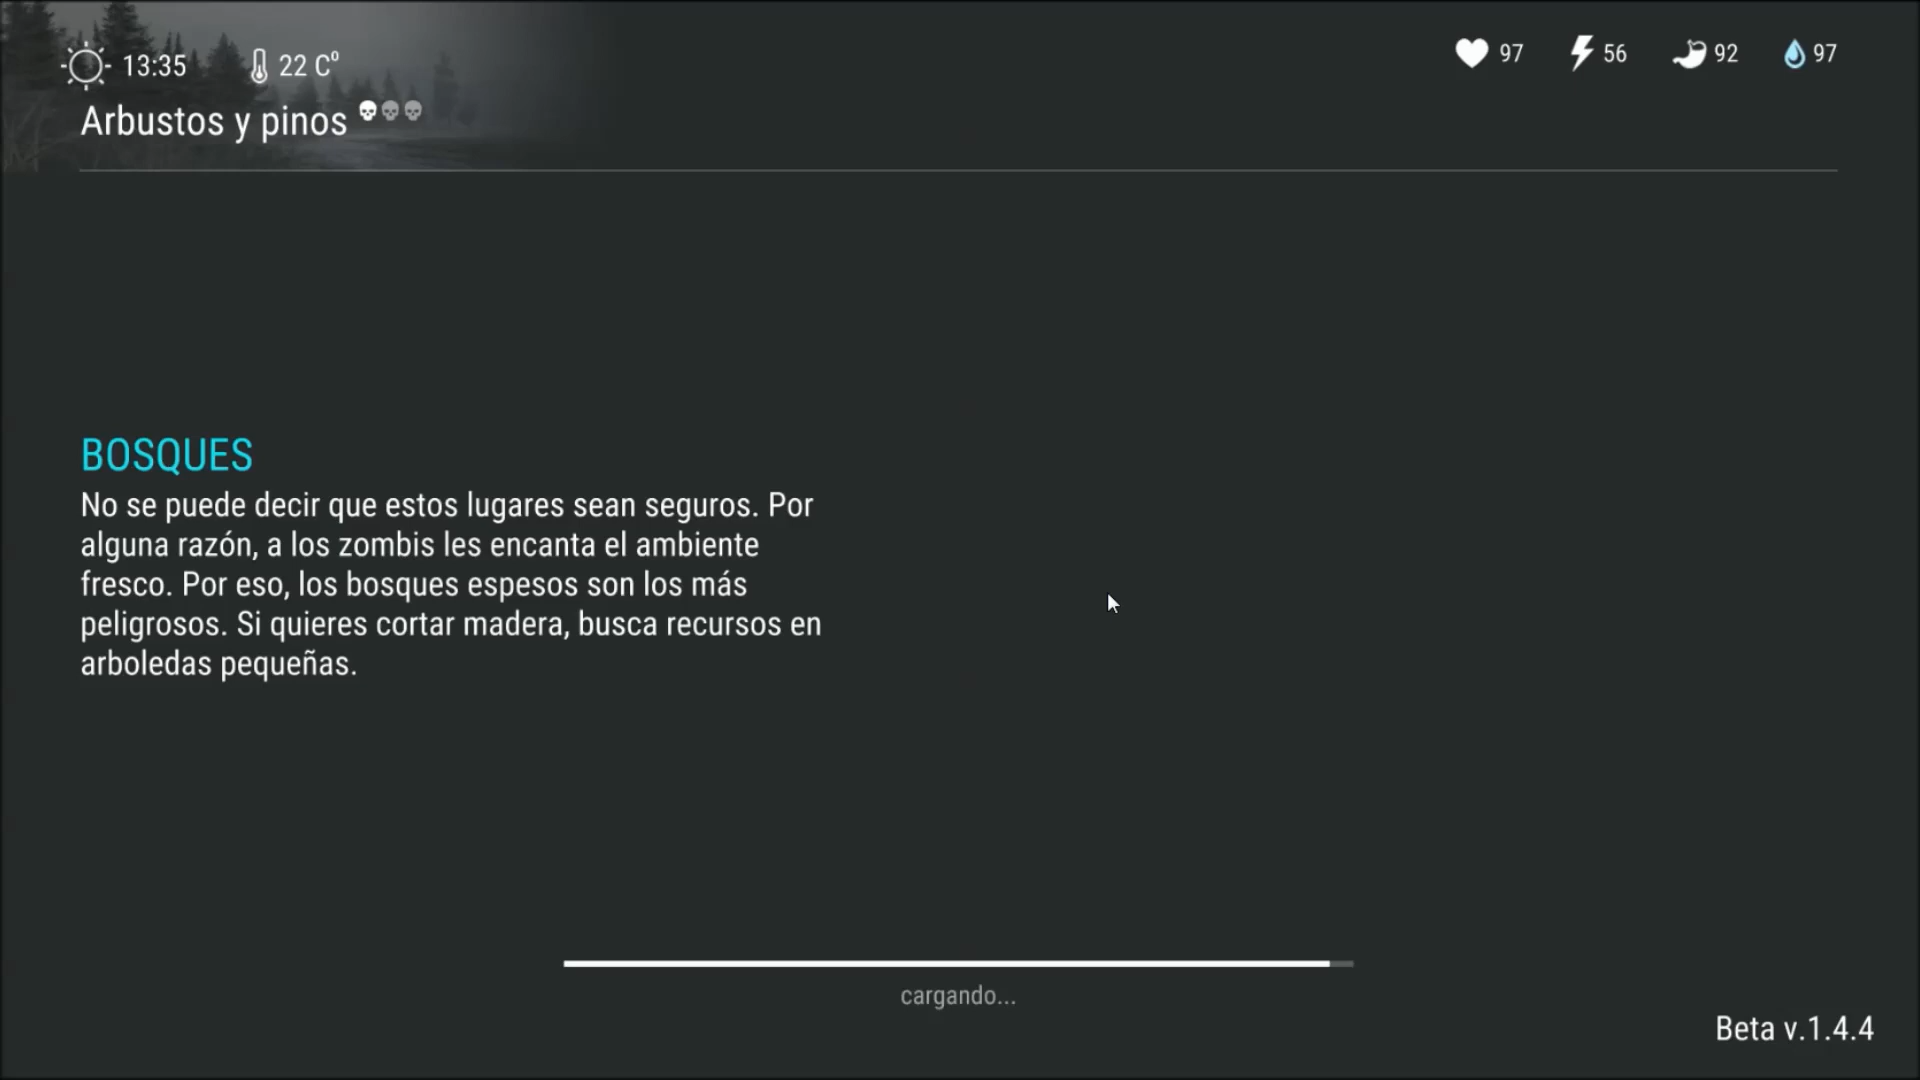 13:35 22 Cº
97 56 92 97
Arbustos y pinos
BOSQUES
No se puede decir que estos lugares sean seguros. Por
alguna razón, a los zombis les encanta el ambiente
fresco. Por eso, los bosques espesos son los más
peligrosos. Si quieres cortar madera, busca recursos en
arboledas pequeñas.
cargando...
Beta v.1.4.4